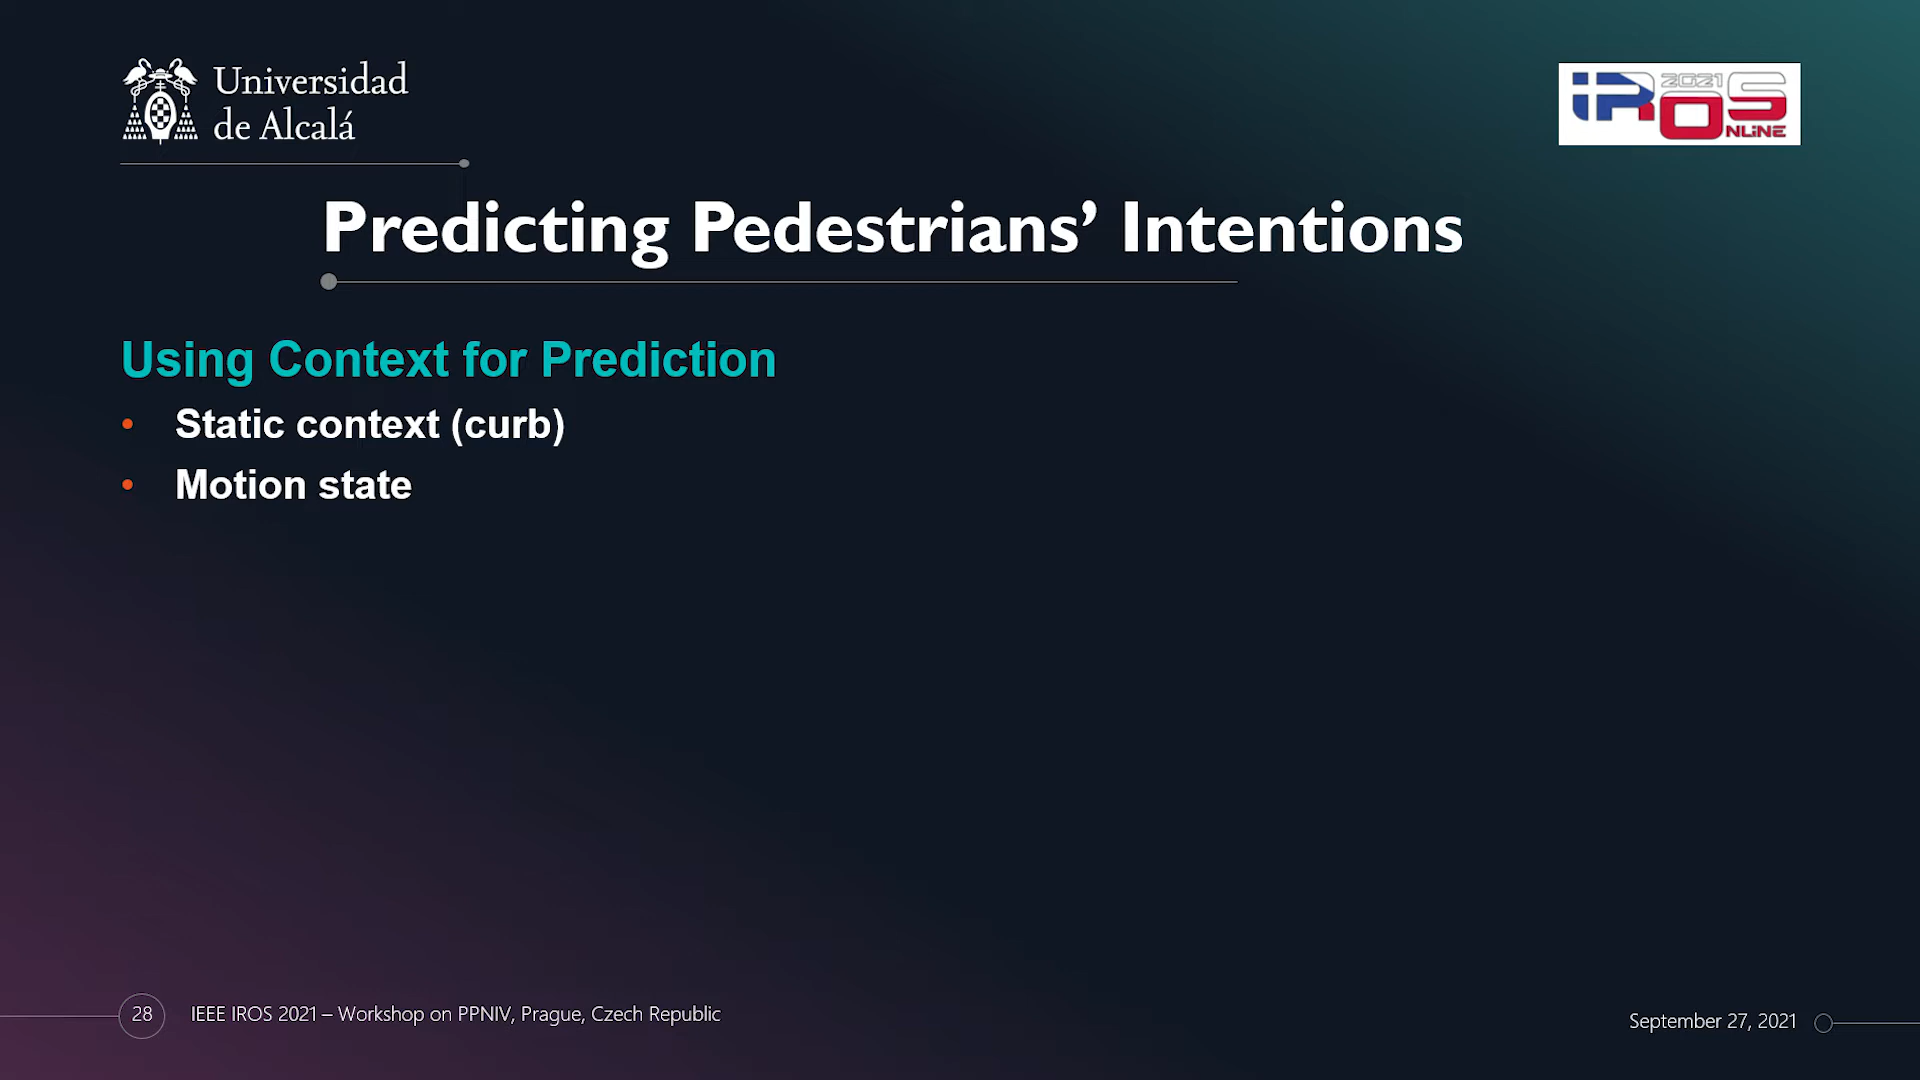 Universidad
de Alcalá
IROS 2021 ONLINE
Predicting Pedestrians’ Intentions
Using Context for Prediction
• Static context (curb)
• Motion state
28
IEEE IROS 2021 – Workshop on PPNIV, Prague, Czech Republic
September 27, 2021